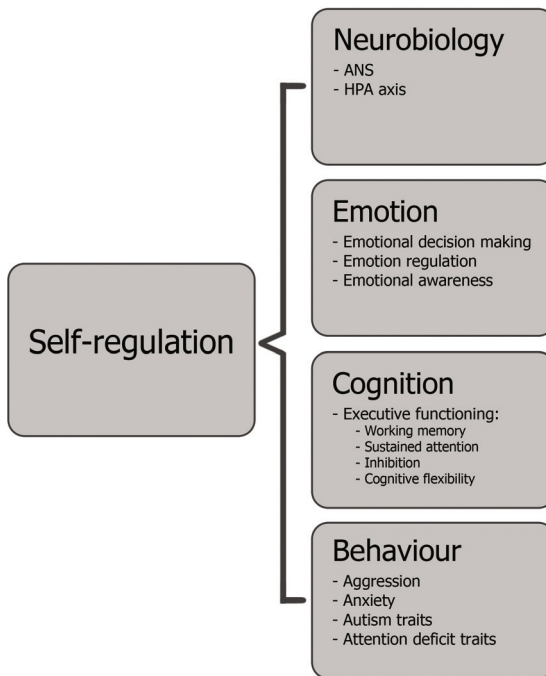 Self-regulation
Neurobiology
- ANS
- HPA axis
Emotion
- Emotional decision making
- Emotion regulation
- Emotional awareness
Cognition
- Executive functioning:
- Working memory
- Sustained attention
- Inhibition
- Cognitive flexibility
Behaviour
- Aggression
- Anxiety
- Autism traits
- Attention deficit traits